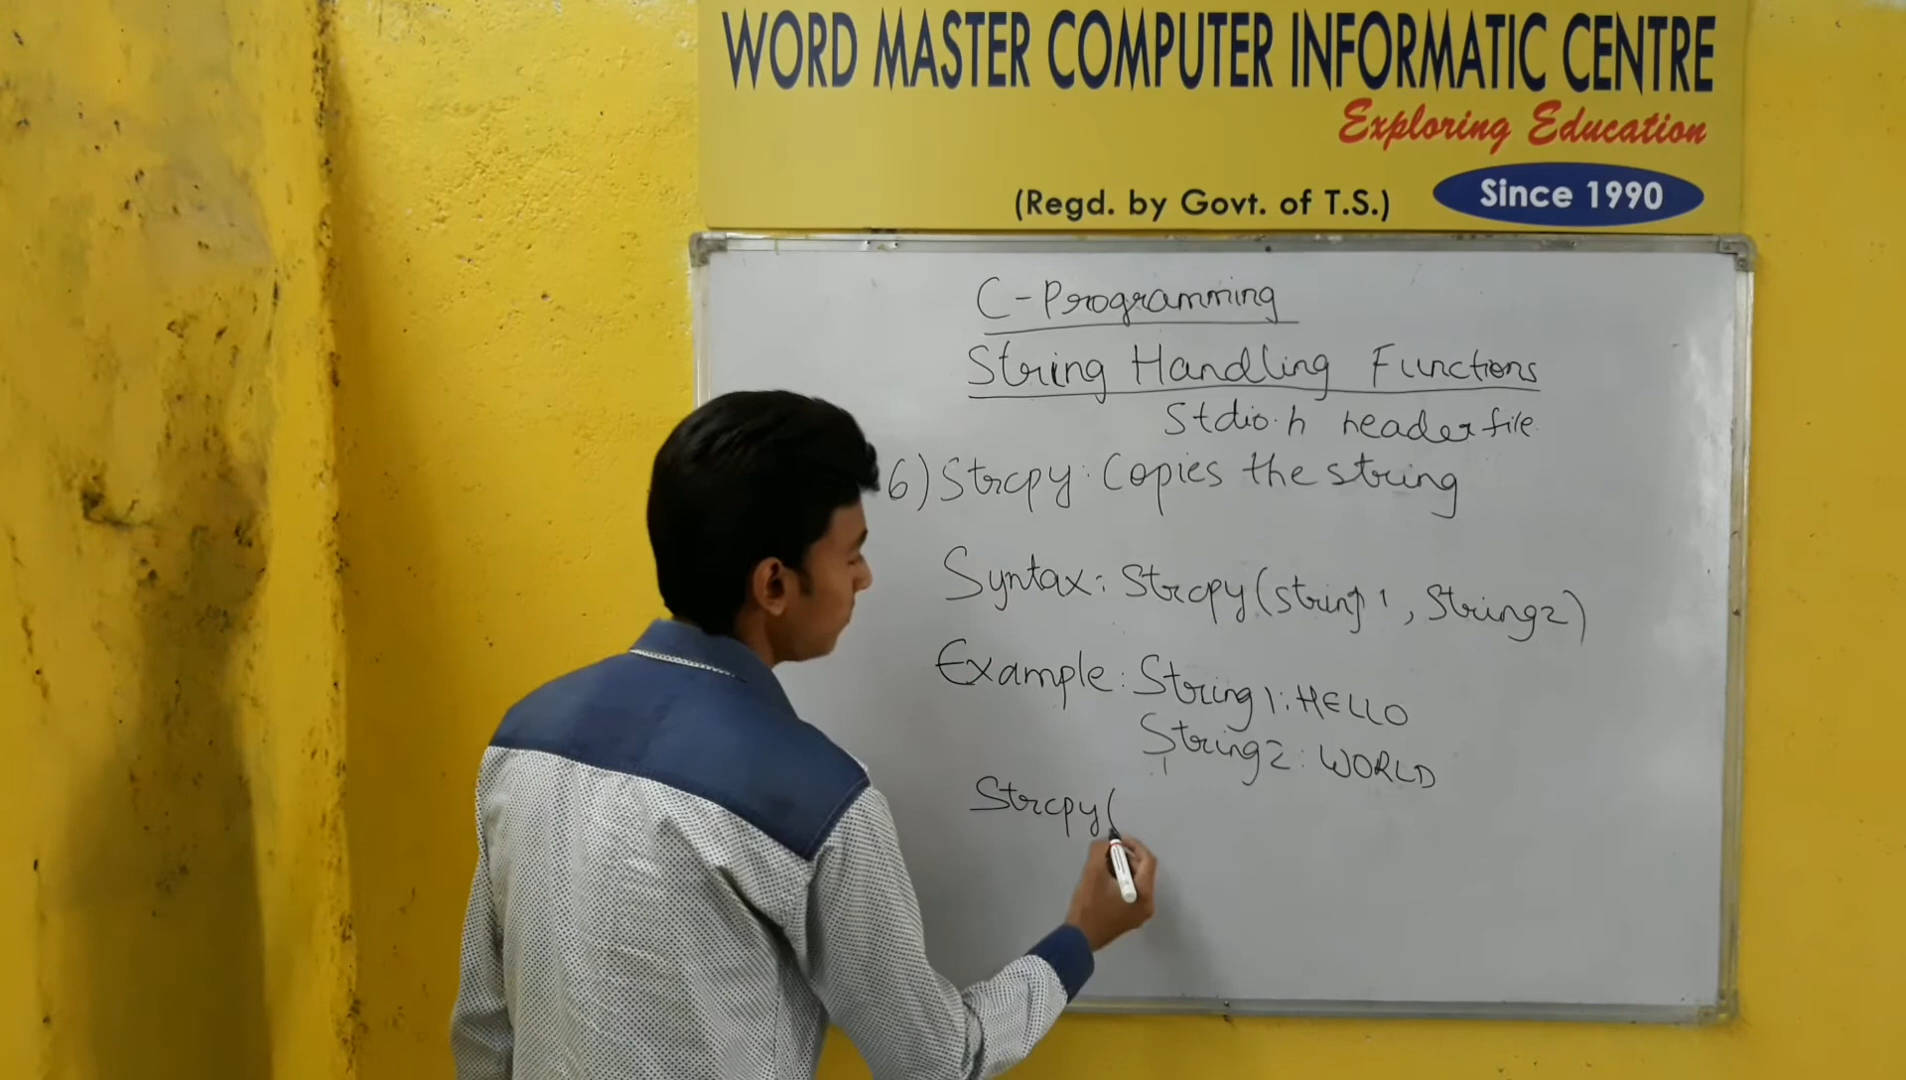 WORD MASTER COMPUTER INFORMATIC CENTRE
Exploring Education
(Regd. by Govt. of T.S.) Since 1990
C-Programming
String Handling Functions
Stdio.h headerfile.
6) Strcpy: Copies the string
Syntax: Strcpy(string1, String2)
Example: String1: HELLO
String2: WORLD
Strcpy(